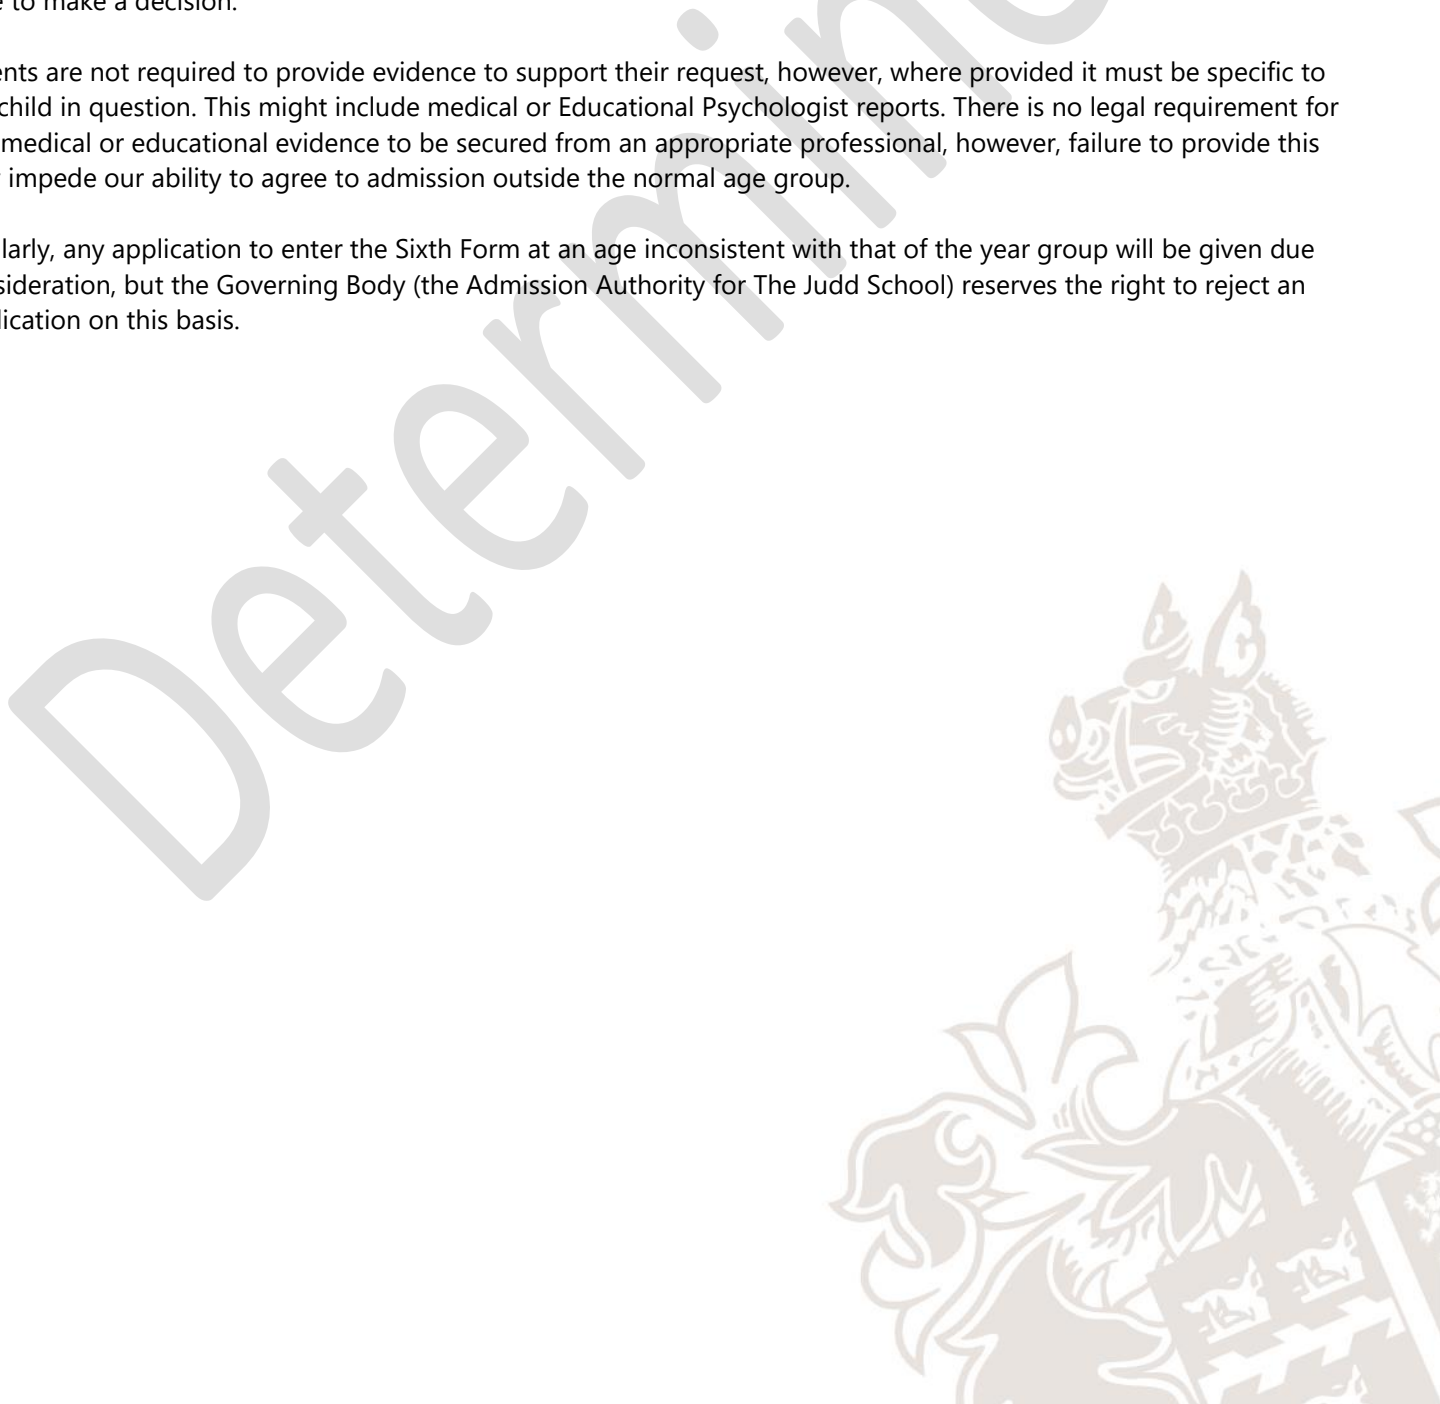 e to make a decision.
ents are not required to provide evidence to support their request, however, where provided it must be specific to
child in question. This might include medical or Educational Psychologist reports. There is no legal requirement for
medical or educational evidence to be secured from an appropriate professional, however, failure to provide this
impede our ability to agree to admission outside the normal age group.
larly, any application to enter the Sixth Form at an age inconsistent with that of the year group will be given due
sideration, but the Governing Body (the Admission Authority for The Judd School) reserves the right to reject an
lication on this basis.
Determine